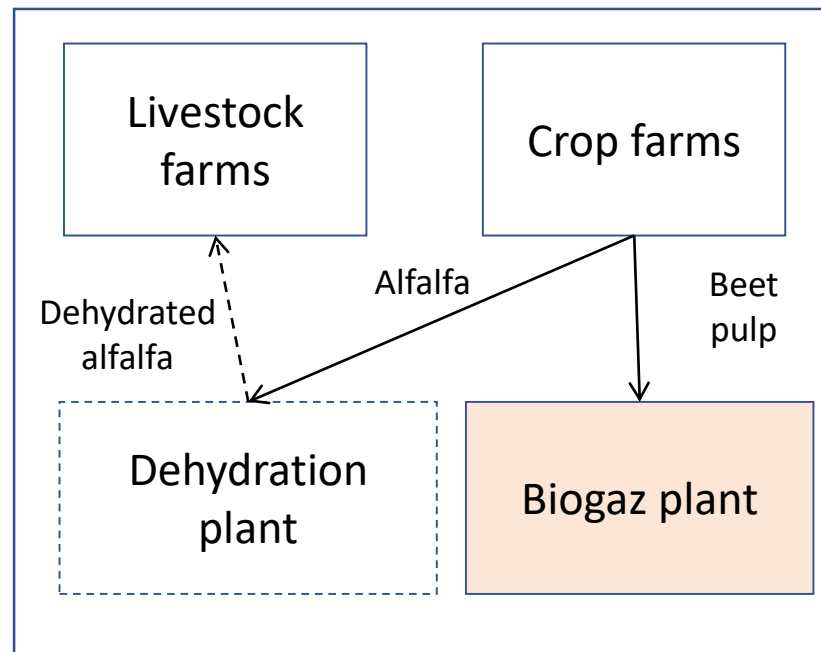 Livestock
farms
Crop farms
Alfalfa
Beet
pulp
Dehydrated
alfalfa
Dehydration
plant
Biogaz plant